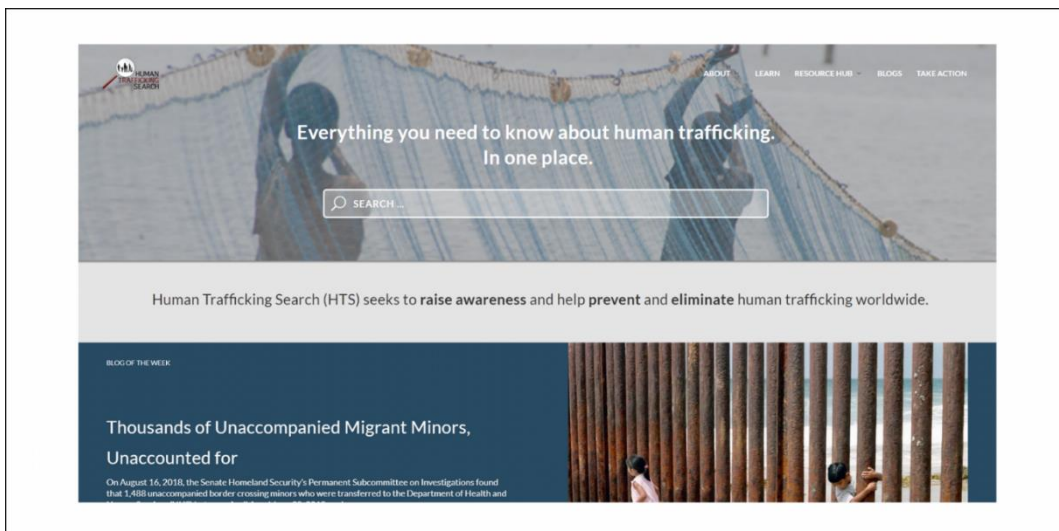 HUMAN
TRAFFICKING
SEARCH
ABOUT LEARN RESOURCE HUB BLOGS TAKE ACTION
Everything you need to know about human trafficking.
In one place.
SEARCH ...
Human Trafficking Search (HTS) seeks to raise awareness and help prevent and eliminate human trafficking worldwide.
BLOG OF THE WEEK
Thousands of Unaccompanied Migrant Minors,
Unaccounted for
On August 16, 2018, the Senate Homeland Security's Permanent Subcommittee on Investigations found
that 1,488 unaccompanied border crossing minors who were transferred to the Department of Health and